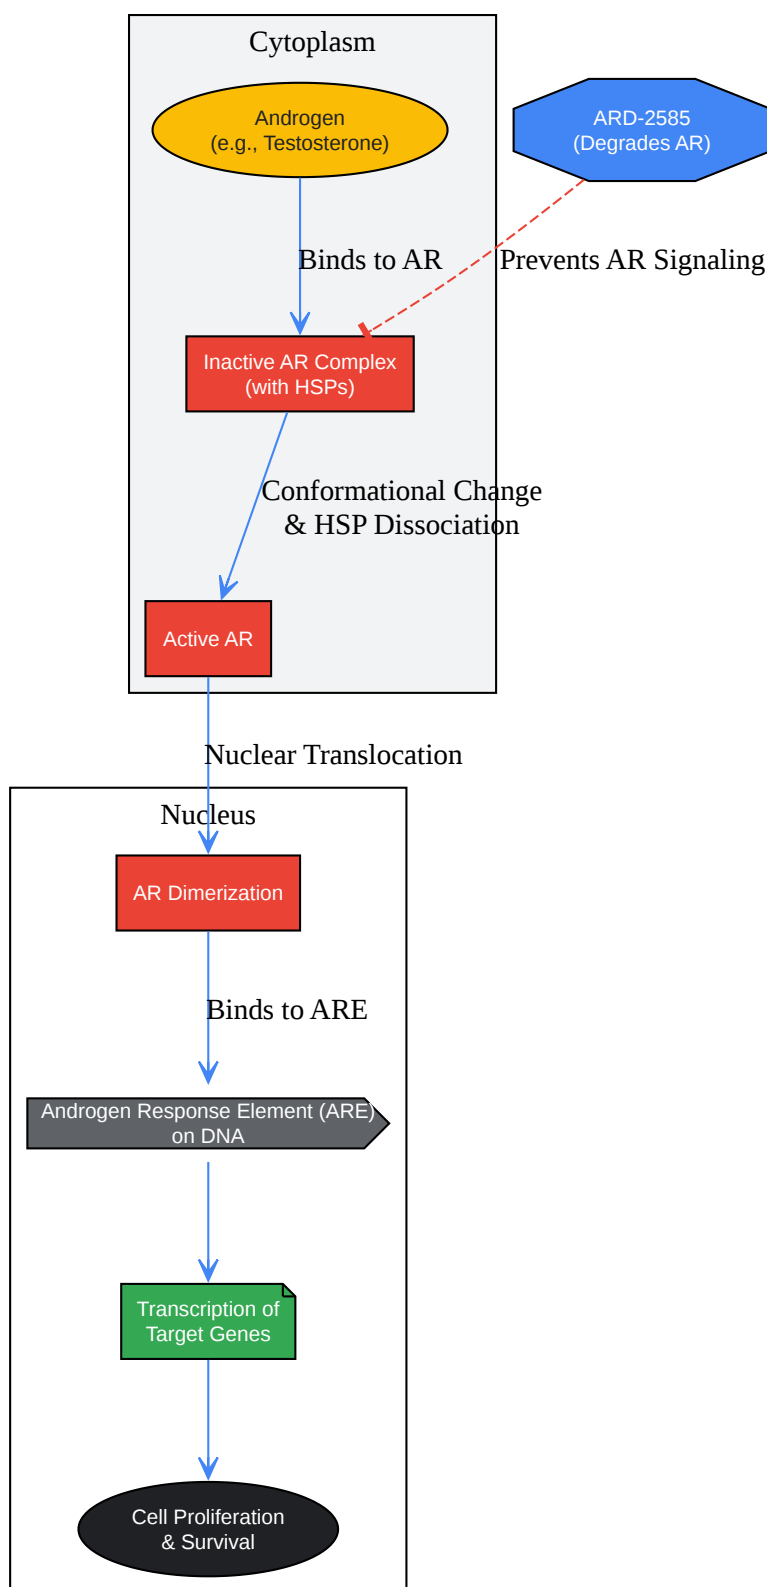 Cytoplasm
Androgen
(e.g., Testosterone)
ARD-2585
(Degrades AR)
Binds to AR
Prevents AR Signaling
Inactive AR Complex
(with HSPs)
Conformational Change
& HSP Dissociation
Active AR
Nuclear Translocation
Nucleus
AR Dimerization
Binds to ARE
Androgen Response Element (ARE)
on DNA
Transcription of
Target Genes
Cell Proliferation
& Survival